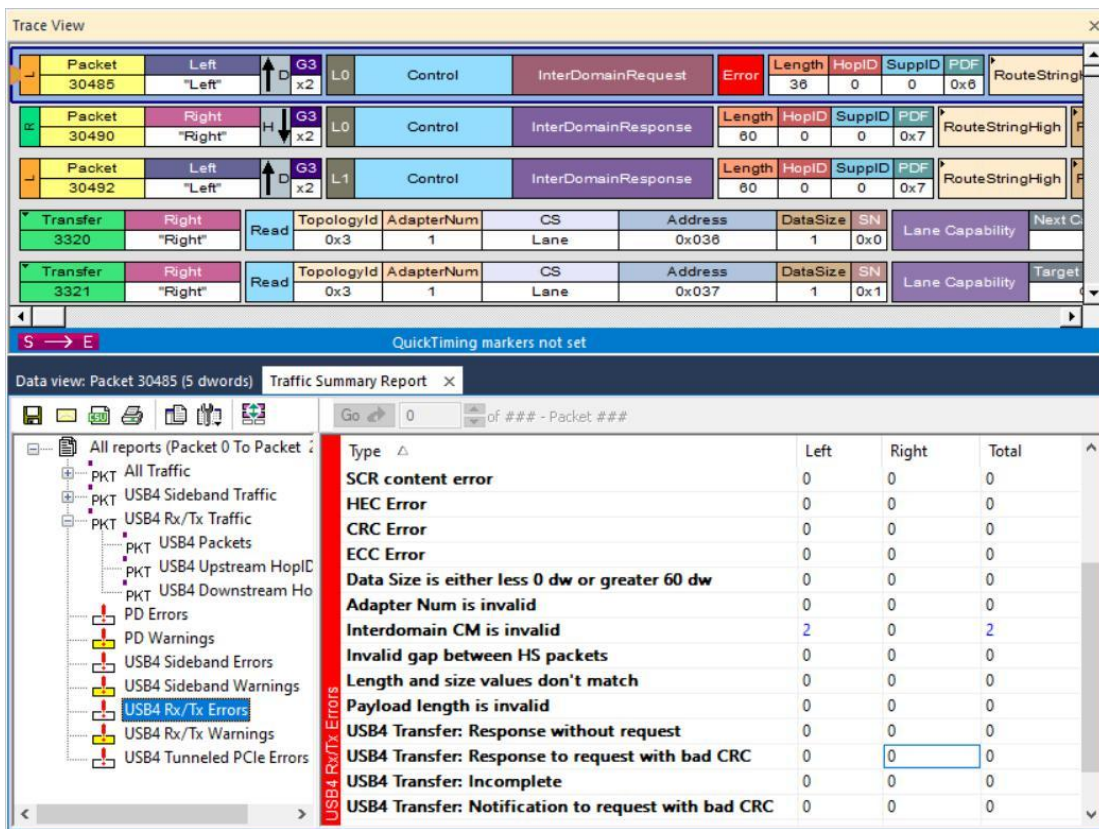 Trace View
L Packet 30485 Left "Left" D G3 x2 L0 Control InterDomainRequest Error Length 36 HopID 0 SuppID 0 PDF 0x6 RouteStringH
R Packet 30490 Right "Right" H G3 x2 L0 Control InterDomainResponse Length 60 HopID 0 SuppID 0 PDF 0x7 RouteStringHigh
L Packet 30492 Left "Left" D G3 x2 L1 Control InterDomainResponse Length 60 HopID 0 SuppID 0 PDF 0x7 RouteStringHigh
Transfer 3320 Right "Right" Read TopologyId 0x3 AdapterNum 1 CS Lane Address 0x036 DataSize 1 SN 0x0 Lane Capability Next C
Transfer 3321 Right "Right" Read TopologyId 0x3 AdapterNum 1 CS Lane Address 0x037 DataSize 1 SN 0x1 Lane Capability Target
S → E QuickTiming markers not set
Data view: Packet 30485 (5 dwords) Traffic Summary Report
CSV Go 0 of ### - Packet ###
All reports (Packet 0 To Packet
PKT All Traffic
PKT USB4 Sideband Traffic
PKT USB4 Rx/Tx Traffic
PKT USB4 Packets
PKT USB4 Upstream HopID
PKT USB4 Downstream Ho
PD Errors
PD Warnings
USB4 Sideband Errors
USB4 Sideband Warnings
USB4 Rx/Tx Errors
USB4 Rx/Tx Warnings
USB4 Tunneled PCIe Errors
USB4 Rx/Tx Errors
Type Left Right Total
SCR content error 0 0 0
HEC Error 0 0 0
CRC Error 0 0 0
ECC Error 0 0 0
Data Size is either less 0 dw or greater 60 dw 0 0 0
Adapter Num is invalid 0 0 0
Interdomain CM is invalid 2 0 2
Invalid gap between HS packets 0 0 0
Length and size values don't match 0 0 0
Payload length is invalid 0 0 0
USB4 Transfer: Response without request 0 0 0
USB4 Transfer: Response to request with bad CRC 0 0 0
USB4 Transfer: Incomplete 0 0 0
USB4 Transfer: Notification to request with bad CRC 0 0 0